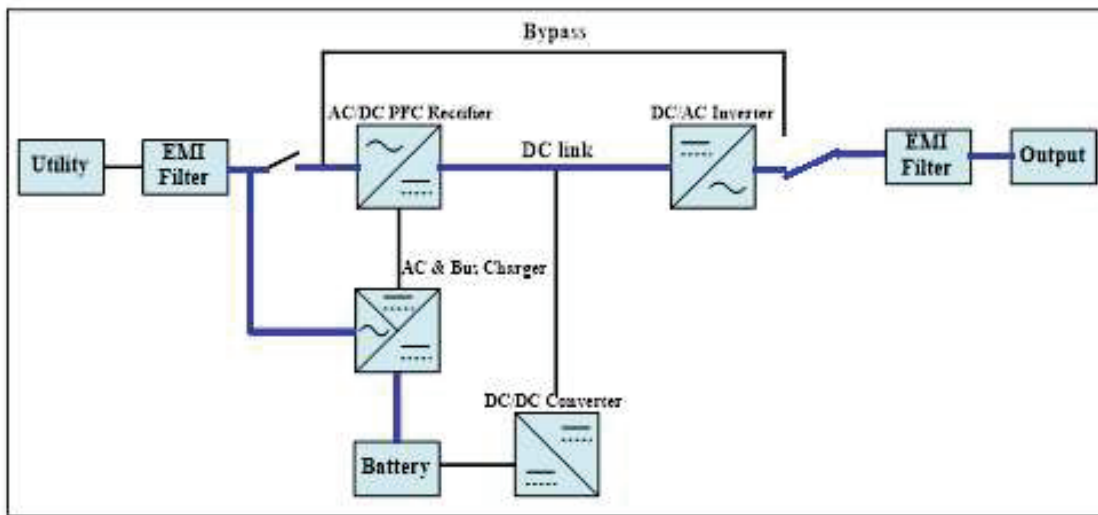 Bypass
AC/DC PFC Rectifier
DC/AC Inverter
Utility
EMI
Filter
DC link
EMI
Filter
Output
AC & But Charger
DC/DC Converter
Battery